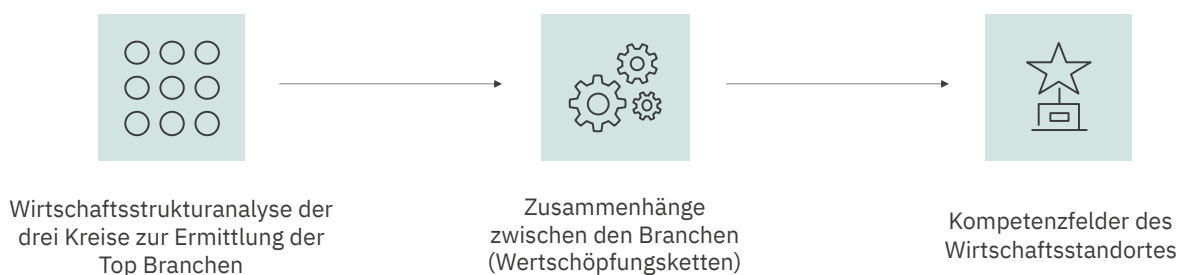 Wirtschaftsstrukturanalyse der
drei Kreise zur Ermittlung der
Top Branchen
Zusammenhänge
zwischen den Branchen
(Wertschöpfungsketten)
Kompetenzfelder des
Wirtschaftsstandortes